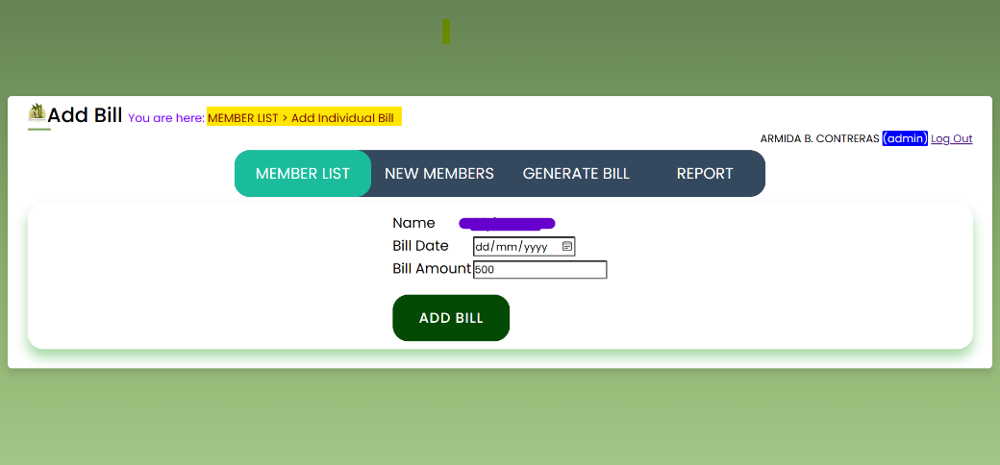 Add Bill You are here: MEMBER LIST > Add Individual Bill
ARMIDA B. CONTRERAS (admin) Log Out
MEMBER LIST NEW MEMBERS GENERATE BILL REPORT
Name
Bill Date dd/mm/yyyy
Bill Amount 500
ADD BILL